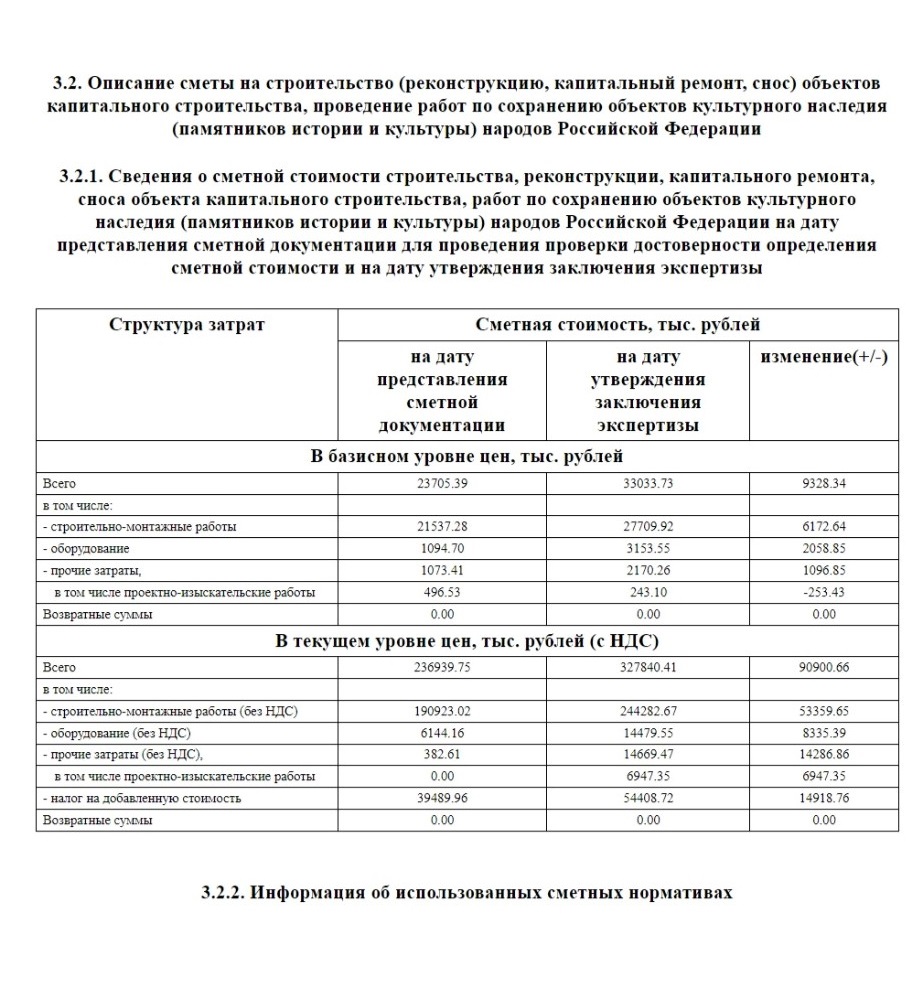 3.2. Описание сметы на строительство (реконструкцию, капитальный ремонт, снос) объектов
капитального строительства, проведение работ по сохранению объектов культурного наследия
(памятников истории и культуры) народов Российской Федерации
3.2.1. Сведения о сметной стоимости строительства, реконструкции, капитального ремонта,
сноса объекта капитального строительства, работ по сохранению объектов культурного
наследия (памятников истории и культуры) народов Российской Федерации на дату
представления сметной документации для проведения проверки достоверности определения
сметной стоимости и на дату утверждения заключения экспертизы
Структура затрат Сметная стоимость, тыс. рублей
на дату представления сметной документации на дату утверждения заключения экспертизы изменение(+/-)
В базисном уровне цен, тыс. рублей
Всего 23705.39 33033.73 9328.34
в том числе:
- строительно-монтажные работы 21537.28 27709.92 6172.64
- оборудование 1094.70 3153.55 2058.85
- прочие затраты, 1073.41 2170.26 1096.85
в том числе проектно-изыскательские работы 496.53 243.10 -253.43
Возвратные суммы 0.00 0.00 0.00
В текущем уровне цен, тыс. рублей (с НДС)
Всего 236939.75 327840.41 90900.66
в том числе:
- строительно-монтажные работы (без НДС) 190923.02 244282.67 53359.65
- оборудование (без НДС) 6144.16 14479.55 8335.39
- прочие затраты (без НДС), 382.61 14669.47 14286.86
в том числе проектно-изыскательские работы 0.00 6947.35 6947.35
- налог на добавленную стоимость 39489.96 54408.72 14918.76
Возвратные суммы 0.00 0.00 0.00
3.2.2. Информация об использованных сметных нормативах